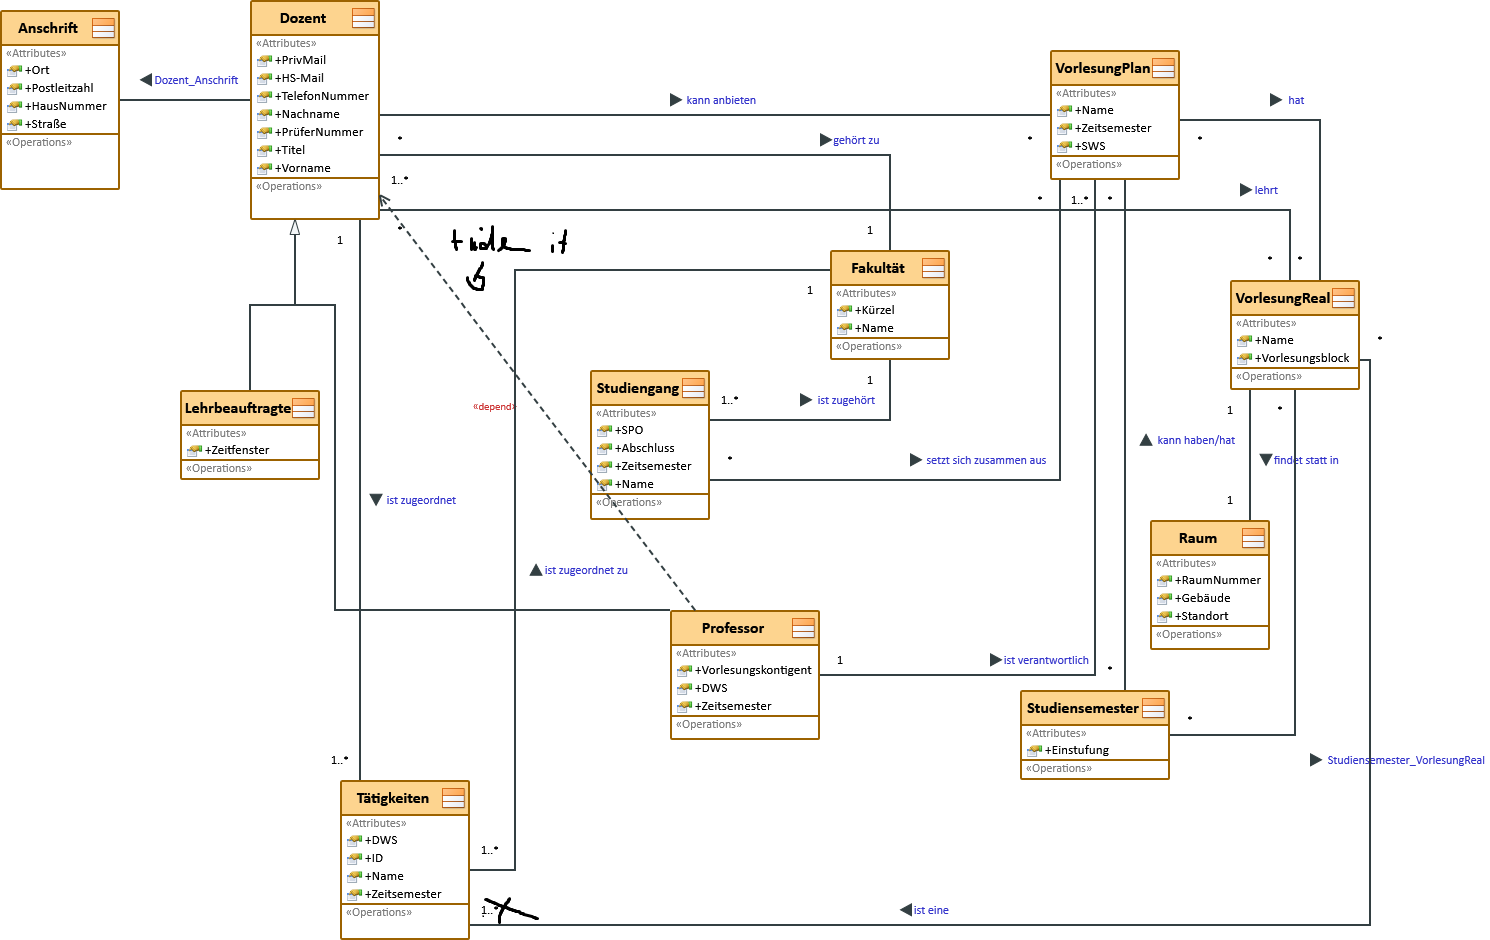 Anschrift
«Attributes»
+Ort
+Postleitzahl
+HausNummer
+Straße
«Operations»
Dozent_Anschrift
Dozent
«Attributes»
+PrivMail
+HS-Mail
+TelefonNummer
+Nachname
+PrüferNummer
+Titel
+Vorname
«Operations»
kann anbieten
*
*
gehört zu
1..*
1
lehrt
*
*
VorlesungPlan
«Attributes»
+Name
+Zeitsemester
+SWS
«Operations»
hat
*
*
*
1..*
*
1
it
Fakultät
«Attributes»
+Kürzel
+Name
«Operations»
1
1
VorlesungReal
«Attributes»
+Name
+Vorlesungsblock
«Operations»
*
1
*
Studiengang
«Attributes»
+SPO
+Abschluss
+Zeitsemester
+Name
«Operations»
1..*
ist zugehört
*
setzt sich zusammen aus
«depend»
Lehrbeauftragte
«Attributes»
+Zeitfenster
«Operations»
ist zugeordnet
kann haben/hat
findet statt in
1
Raum
«Attributes»
+RaumNummer
+Gebäude
+Standort
«Operations»
ist zugeordnet zu
Professor
«Attributes»
+Vorlesungskontigent
+DWS
+Zeitsemester
«Operations»
1
ist verantwortlich
*
Studiensemester
«Attributes»
+Einstufung
«Operations»
*
Studiensemester_VorlesungReal
1..*
Tätigkeiten
«Attributes»
+DWS
+ID
+Name
+Zeitsemester
«Operations»
1..*
1..
ist eine